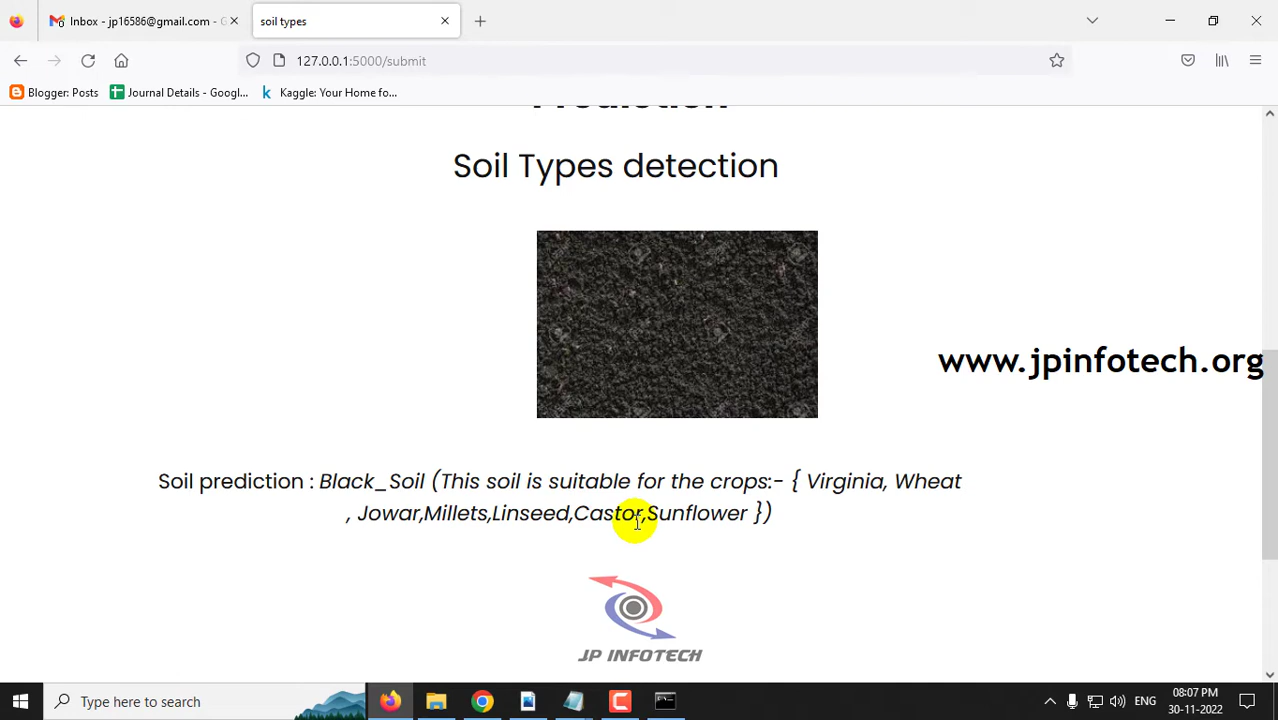 Inbox - jp16586@gmail.com - G
soil types
127.0.0.1:5000/submit
Blogger: Posts
Journal Details - Googl...
Kaggle: Your Home fo...
Prediction
Soil Types detection
www.jpinfotech.org
Soil prediction : Black_Soil (This soil is suitable for the crops:- { Virginia, Wheat
, Jowar,Millets,Linseed,Castor,Sunflower })
JP INFOTECH
Type here to search
ENG
08:07 PM
30-11-2022